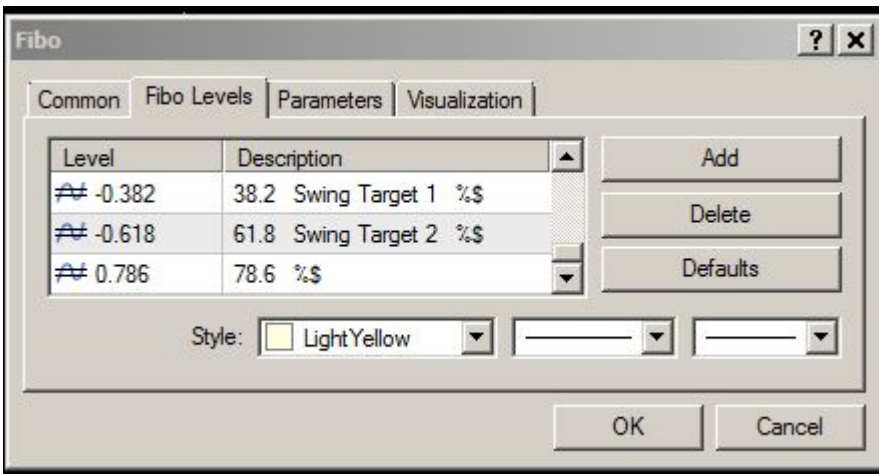 Fibo
Common Fibo Levels Parameters Visualization
Level Description
-0.382 38.2 Swing Target 1 %$
-0.618 61.8 Swing Target 2 %$
0.786 78.6 %$
Add
Delete
Defaults
Style: LightYellow
OK Cancel